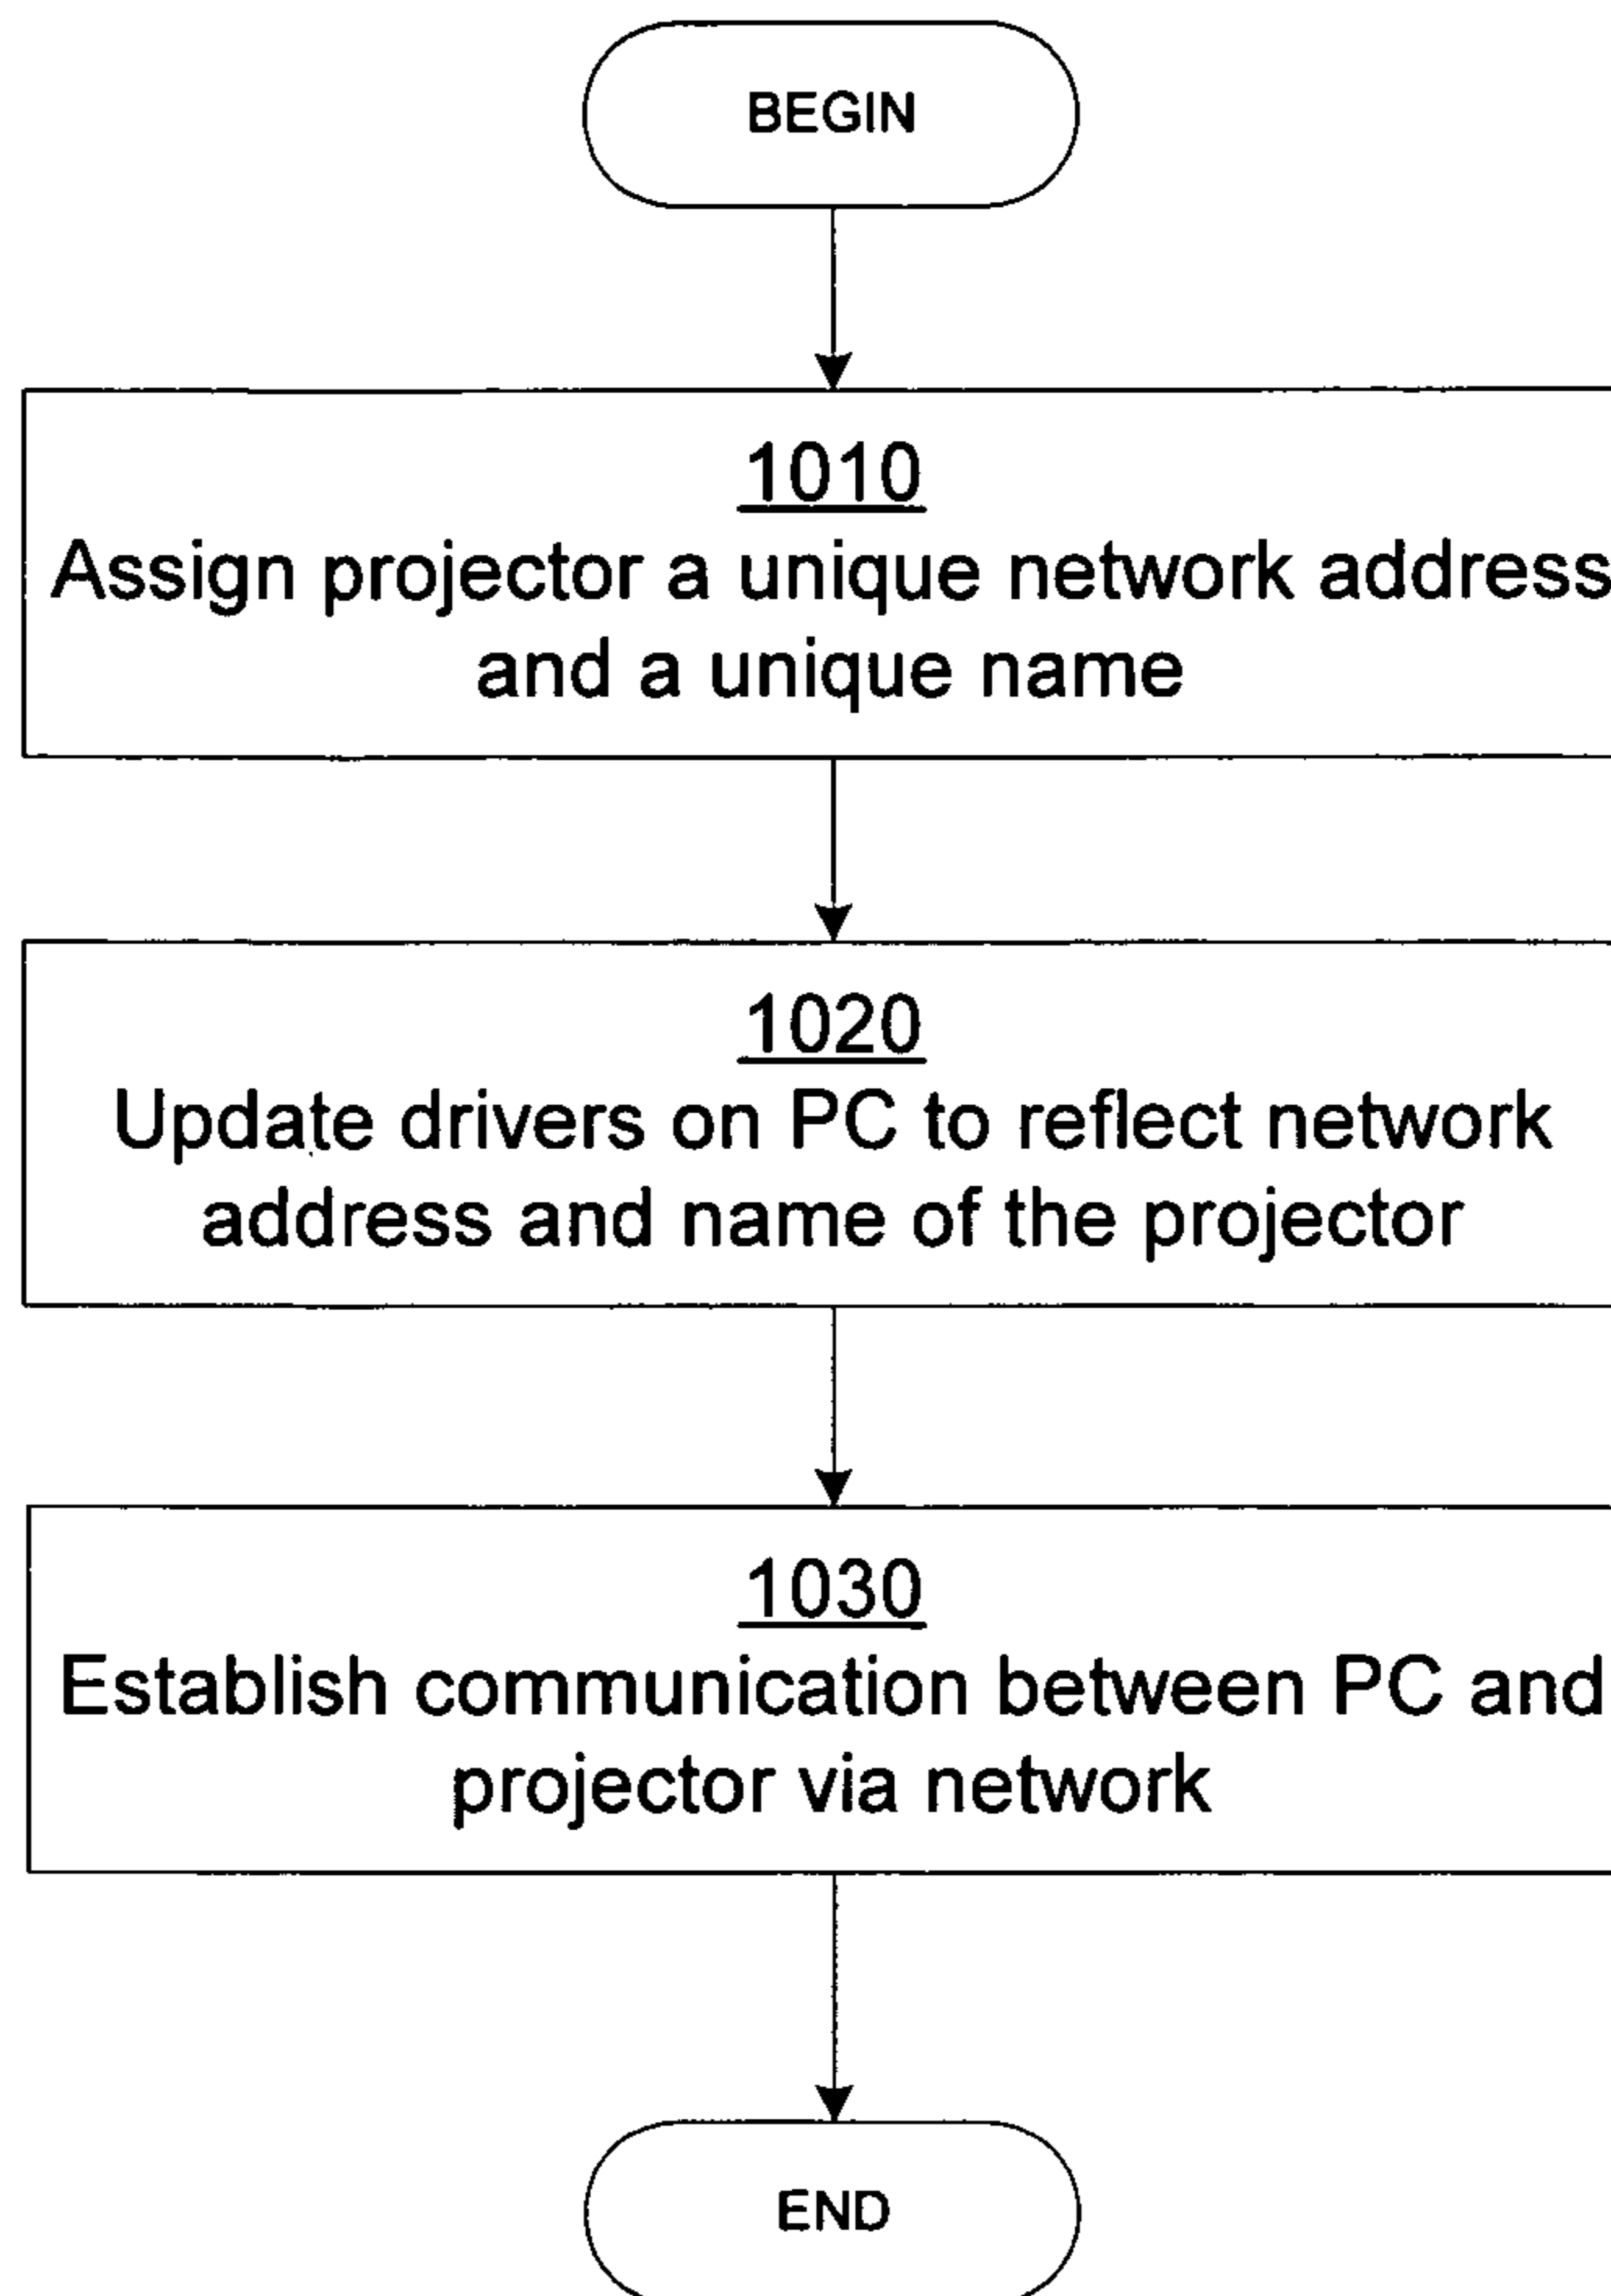 BEGIN
1010
Assign projector a unique network address
and a unique name
1020
Update drivers on PC to reflect network
address and name of the projector
1030
Establish communication between PC and
projector via network
END